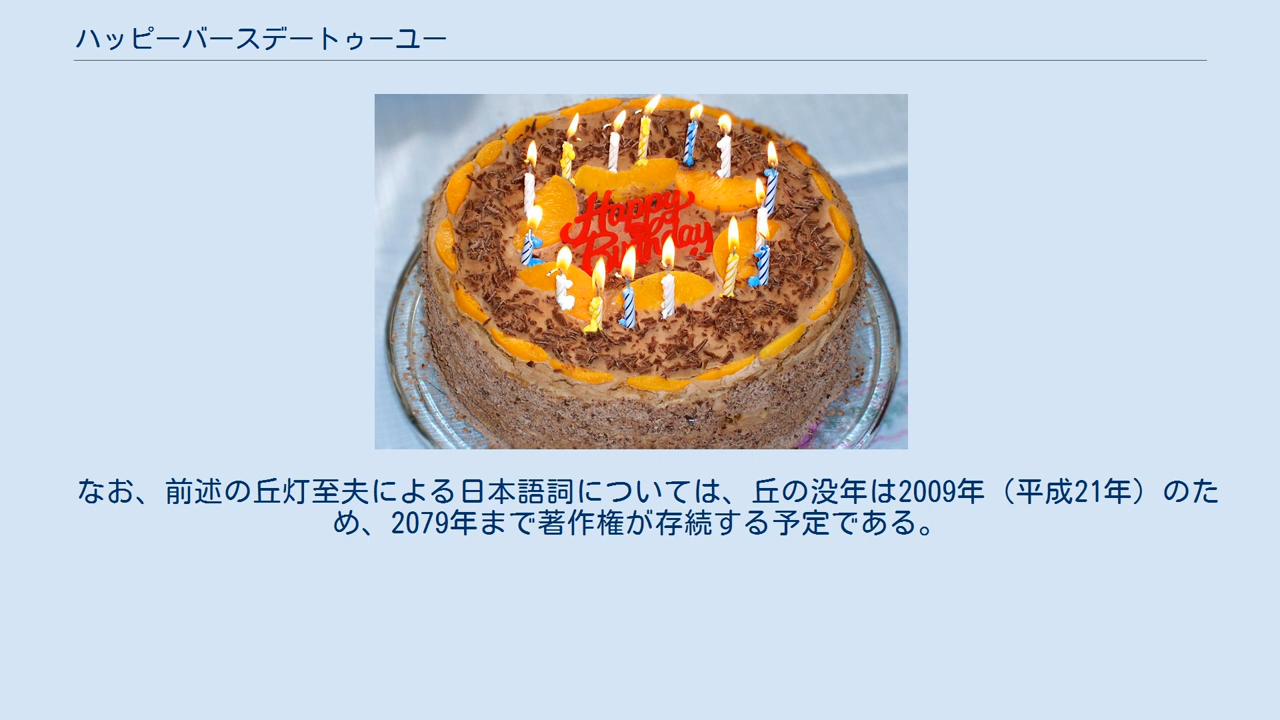 ハッピーバースデートゥーユー
Happy
Birthday
なお、前述の丘灯至夫による日本語詞については、丘の没年は2009年（平成21年）のた
め、2079年まで著作権が存続する予定である。